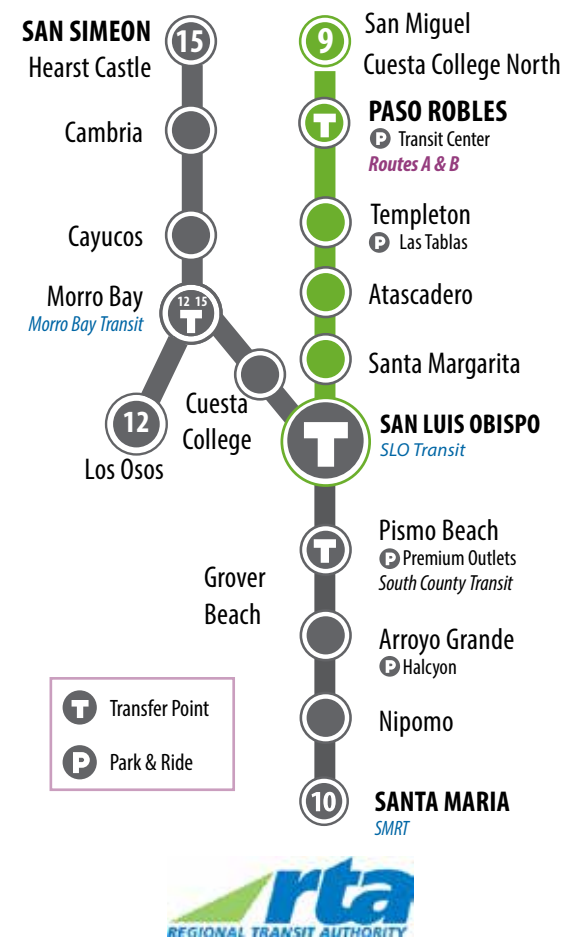 SAN SIMEON
15
Hearst Castle
Cambria
Cayucos
Morro Bay
Morro Bay Transit
12 15
T
12
Los Osos
Cuesta
College
9
San Miguel
Cuesta College North
T
PASO ROBLES
P Transit Center
Routes A & B
Templeton
P Las Tablas
Atascadero
Santa Margarita
T
SAN LUIS OBISPO
SLO Transit
T
Pismo Beach
P Premium Outlets
South County Transit
Grover
Beach
Arroyo Grande
P Halcyon
Nipomo
10
SANTA MARIA
SMRT
T Transfer Point
P Park & Ride
rta
REGIONAL TRANSIT AUTHORITY